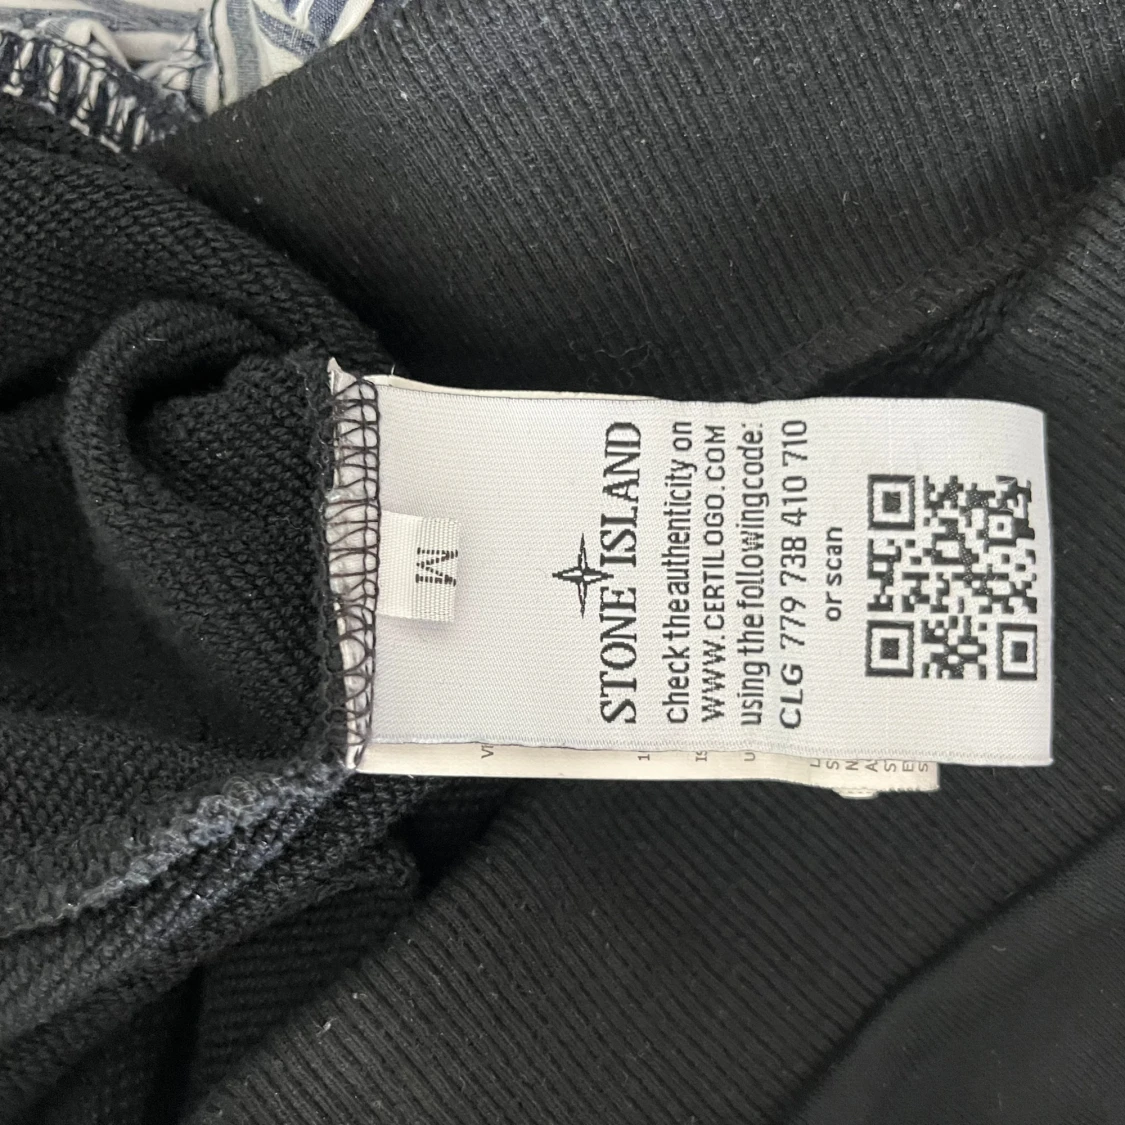 M
STONE ISLAND
Check the authenticity on
WWW.CERTILOGO.COM
using the following code:
CLG 779 738 410 710
or scan